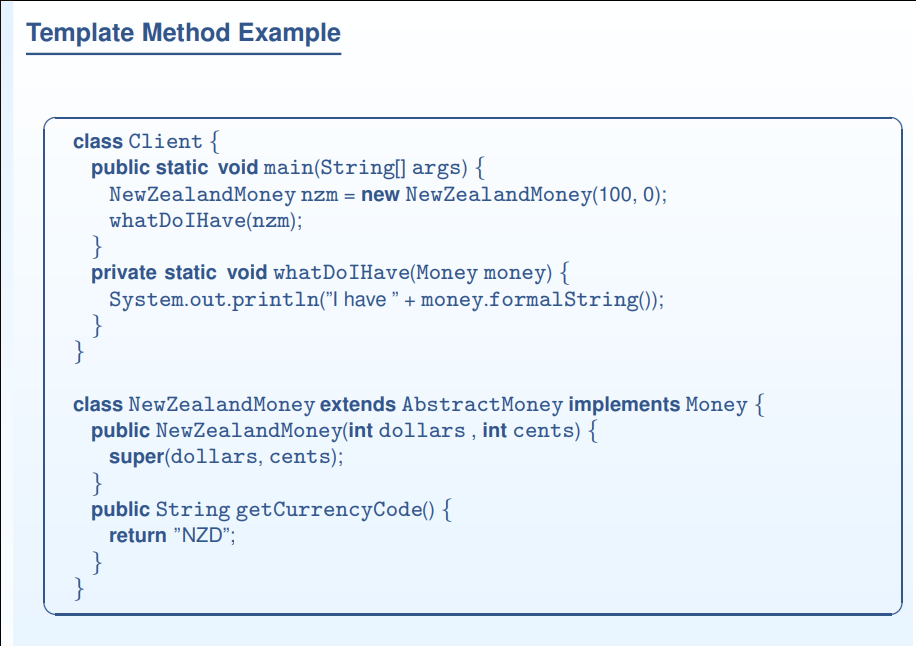 Template Method Example
class Client {
public static void main(String[] args) {
NewZealandMoney nzm = new NewZealandMoney(100, 0);
whatDoIHave(nzm);
}
private static void whatDoIHave(Money money) {
System.out.println(”I have ” + money.formalString());
}
}
class NewZealandMoney extends AbstractMoney implements Money {
public NewZealandMoney(int dollars , int cents) {
super(dollars, cents);
}
public String getCurrencyCode() {
return ”NZD”;
}
}